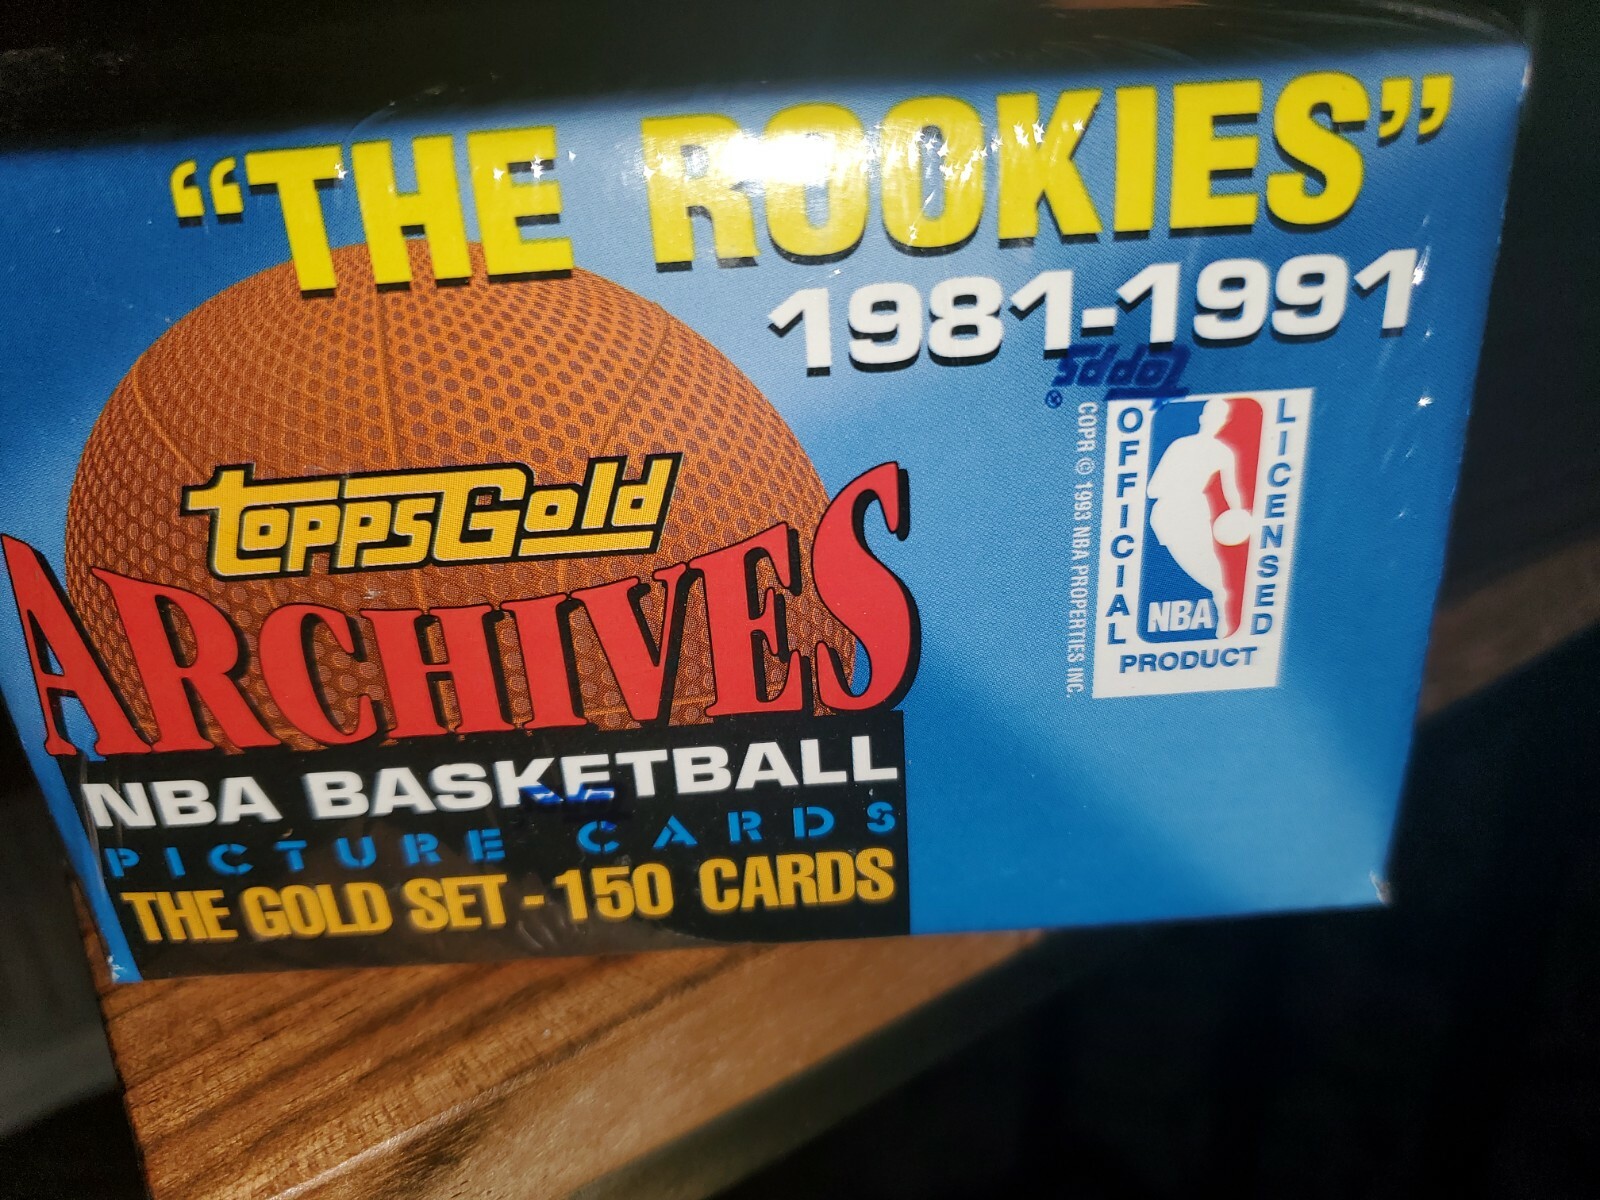 “THE ROOKIES”
1981-1991
Topps®
COPR © 1993 NBA PROPERTIES INC.
OFFICIAL
LICENSED
NBA
PRODUCT
ToppsGold
ARCHIVES
NBA BASKETBALL
PICTURE CARDS
THE GOLD SET - 150 CARDS